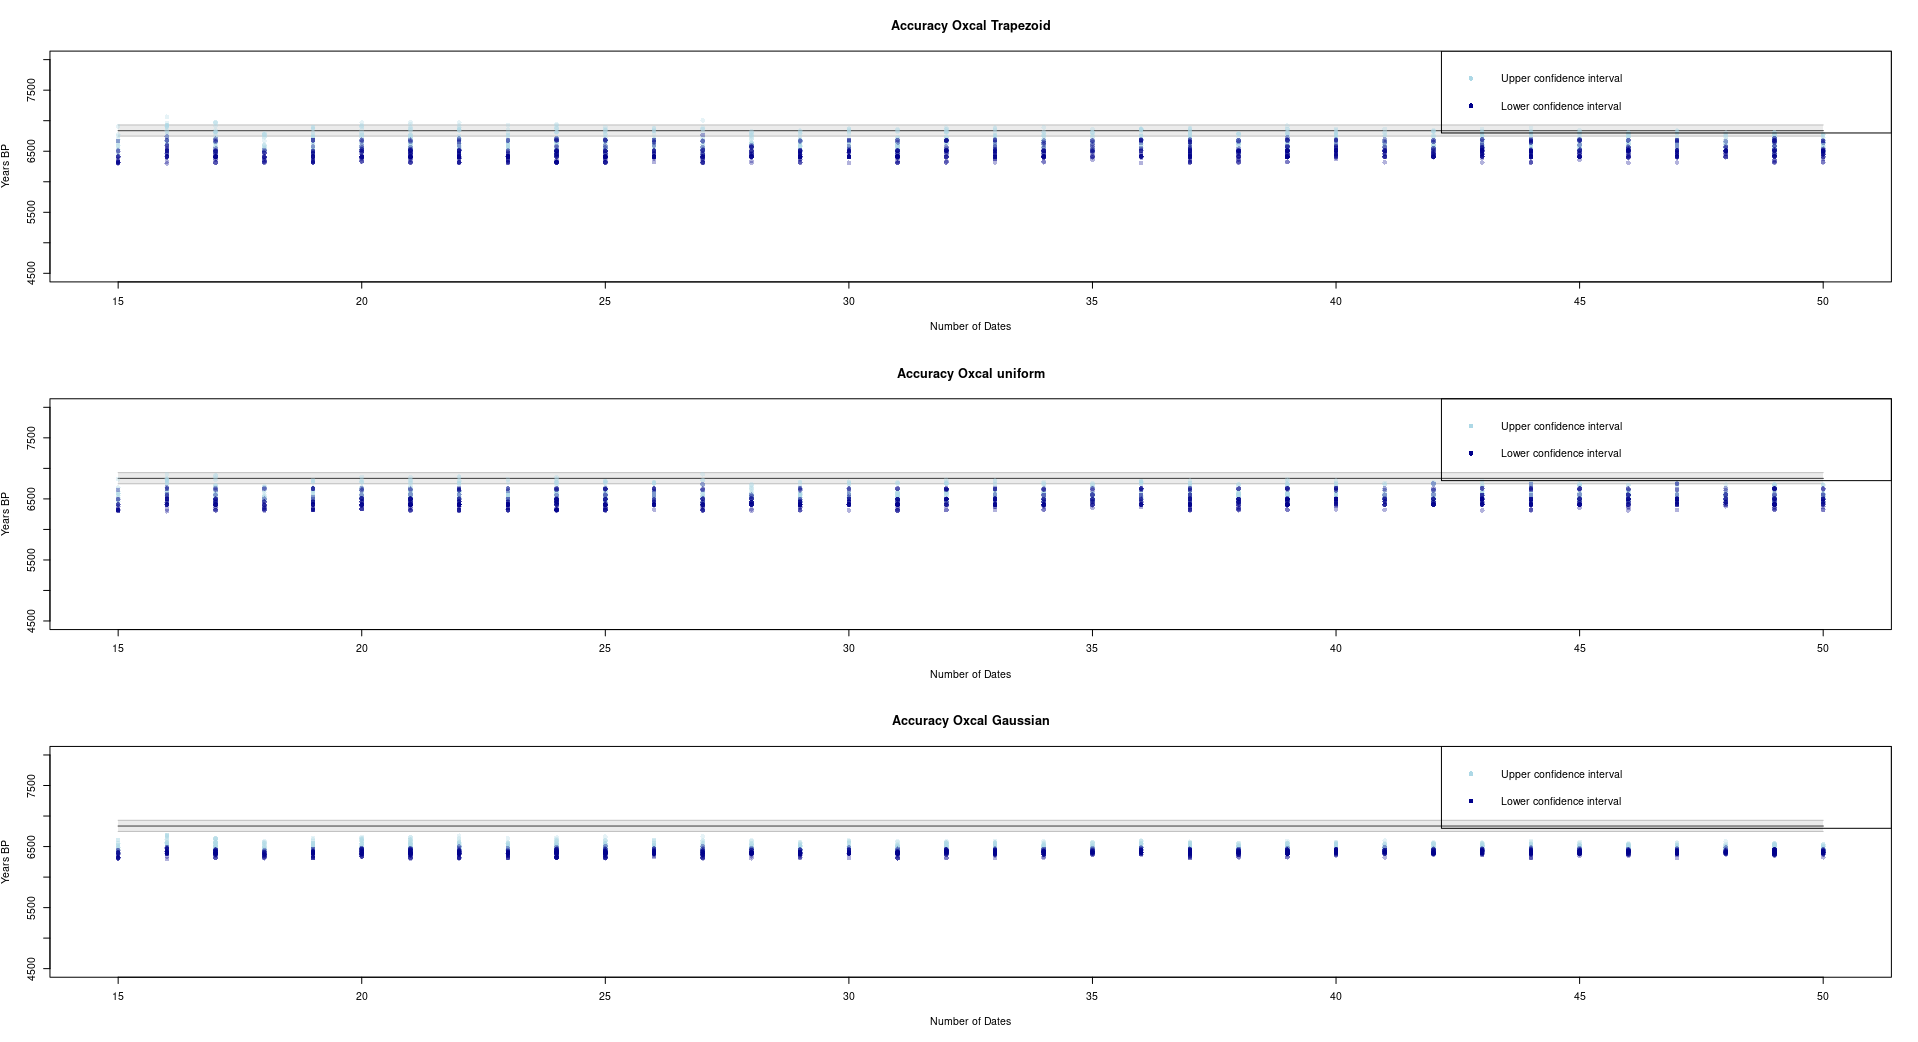 Accuracy Oxcal Trapezoid
Upper confidence interval
Lower confidence interval
Years BP
4500 5500 6500 7500
15 20 25 30 35 40 45 50
Number of Dates
Accuracy Oxcal uniform
Upper confidence interval
Lower confidence interval
Years BP
4500 5500 6500 7500
15 20 25 30 35 40 45 50
Number of Dates
Accuracy Oxcal Gaussian
Upper confidence interval
Lower confidence interval
Years BP
4500 5500 6500 7500
15 20 25 30 35 40 45 50
Number of Dates